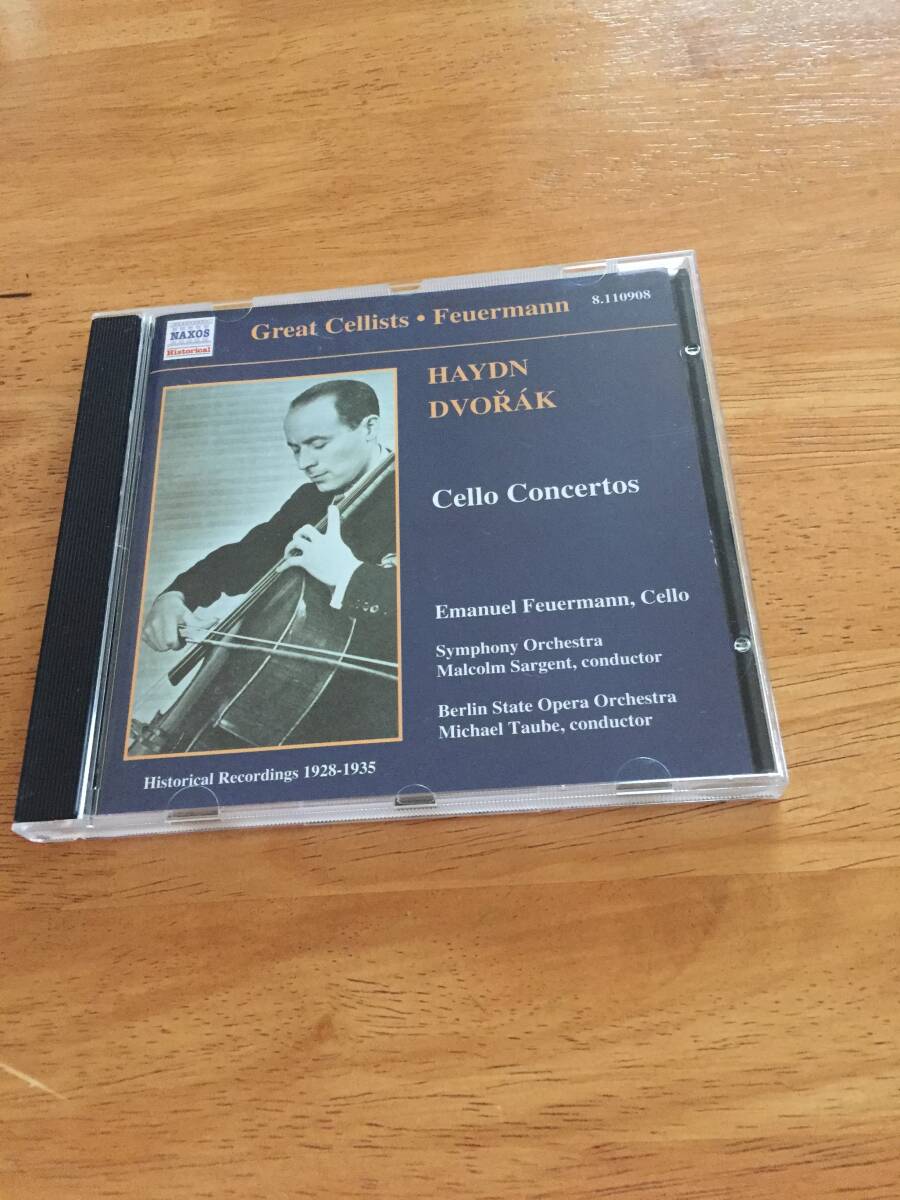 NAXOS
Historical
Great Cellists • Feuermann
8.110908
HAYDN
DVOŘÁK
Cello Concertos
Emanuel Feuermann, Cello
Symphony Orchestra
Malcolm Sargent, conductor
Berlin State Opera Orchestra
Michael Taube, conductor
Historical Recordings 1928-1935